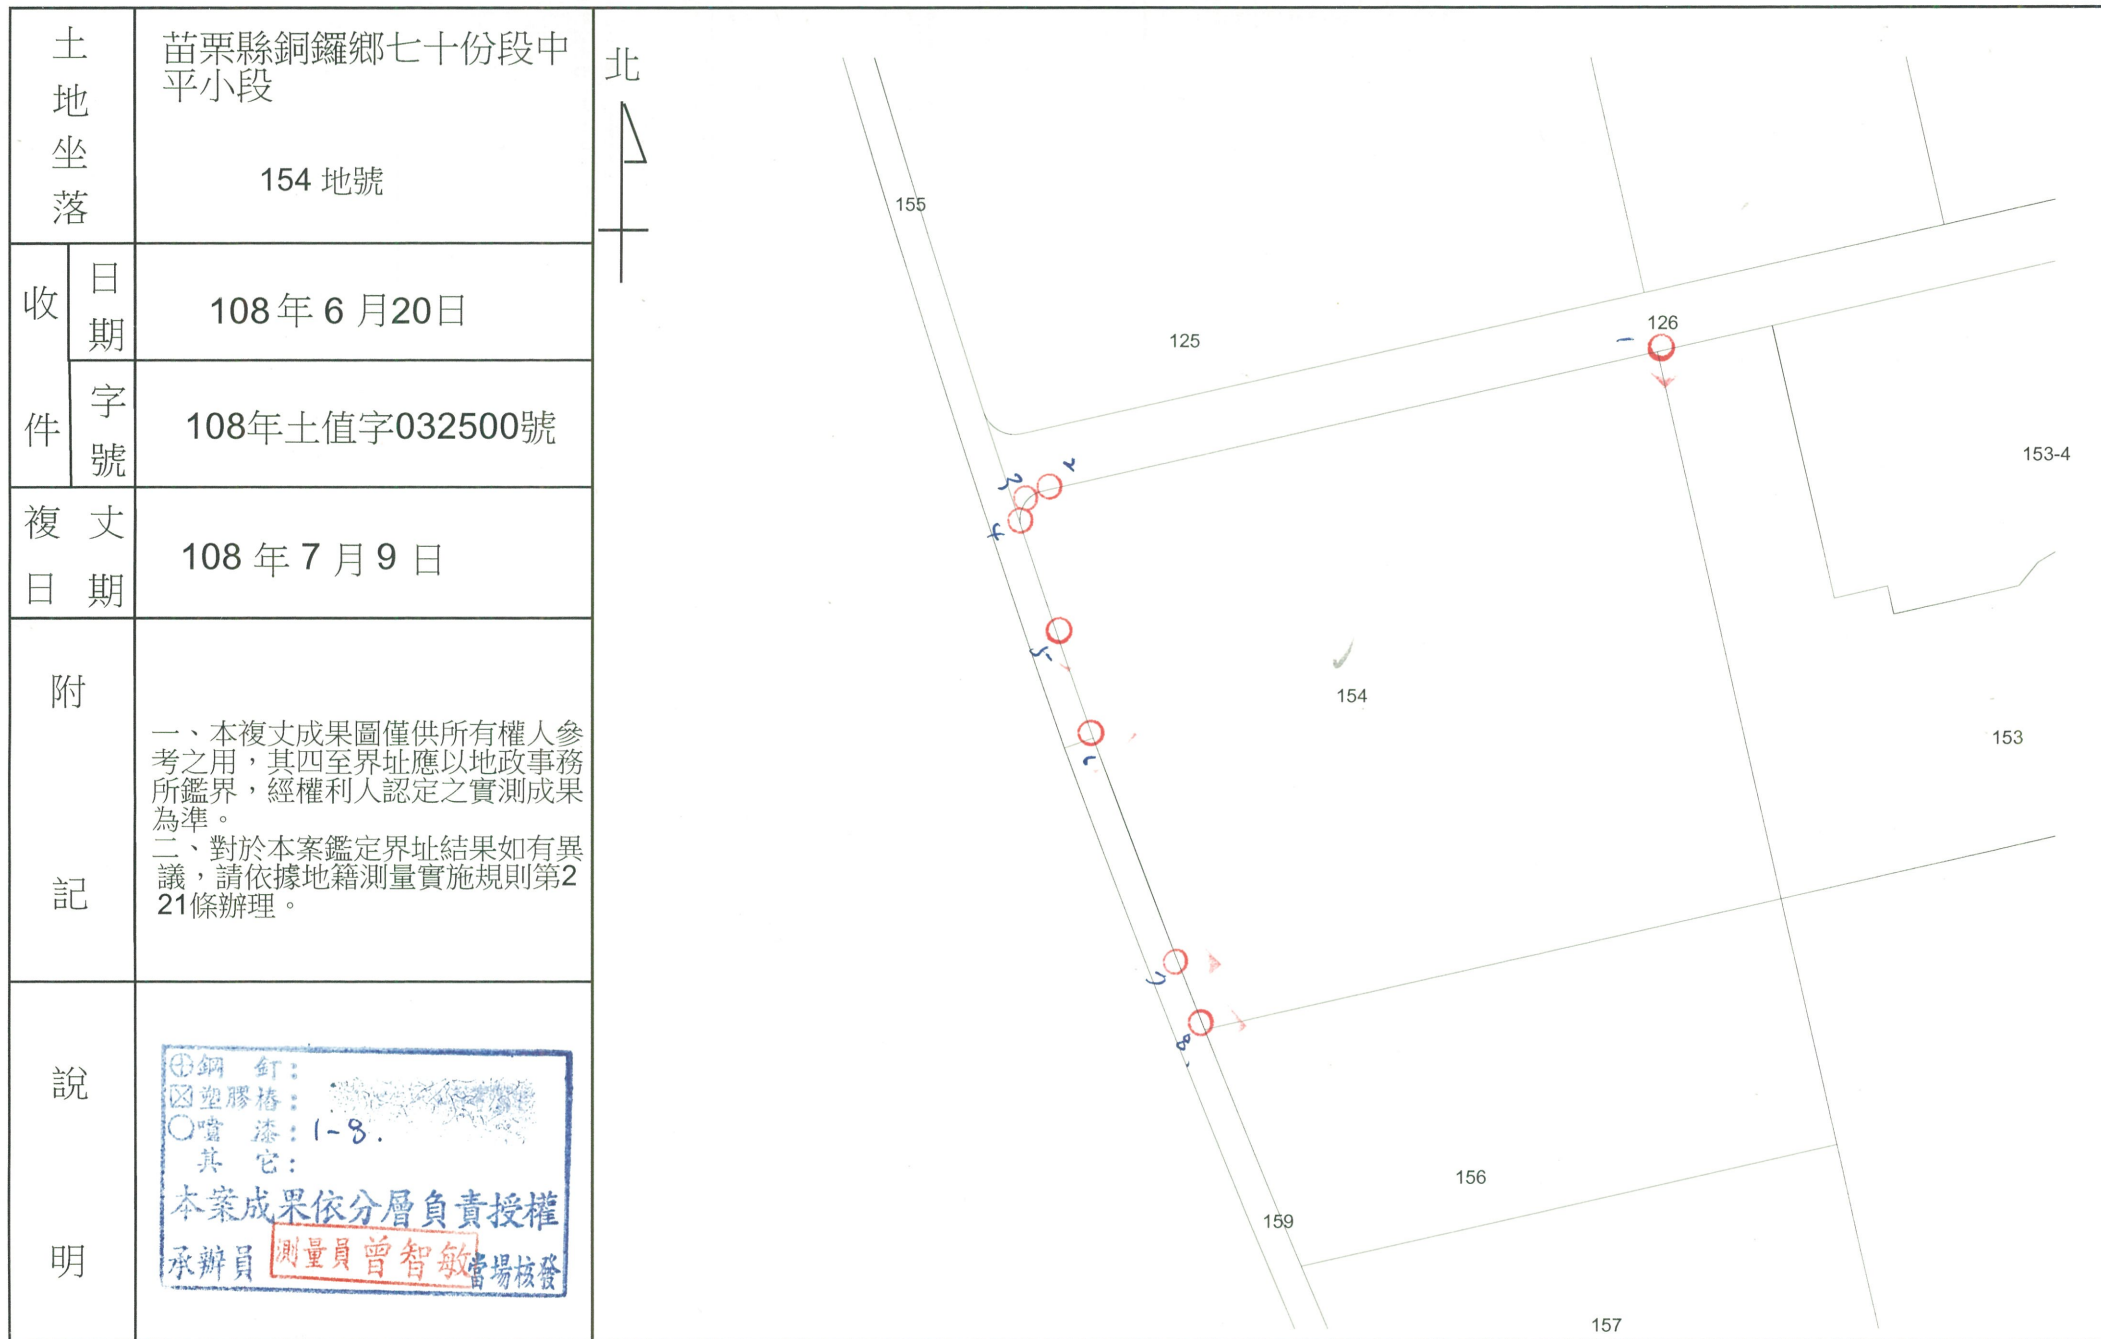 土地坐落
苗栗縣銅鑼鄉七十份段中
平小段
154 地號
收件
日期
108年 6 月20日
字號
108年土值字032500號
複丈
日期
108 年 7 月 9 日
附記
一、本複丈成果圖僅供所有權人參
考之用，其四至界址應以地政事務
所鑑界，經權利人認定之實測成果
為準。
二、對於本案鑑定界址結果如有異
議，請依據地籍測量實施規則第2
21條辦理。
說明
鋼釘：
塑膠樁：
噴漆：1-8.
其它：
本案成果依分層負責授權
承辦員 測量員曾智敏 當場核發
北
155
125
126
1
153-4
2
3
4
5
154
153
6
7
8
156
159
157